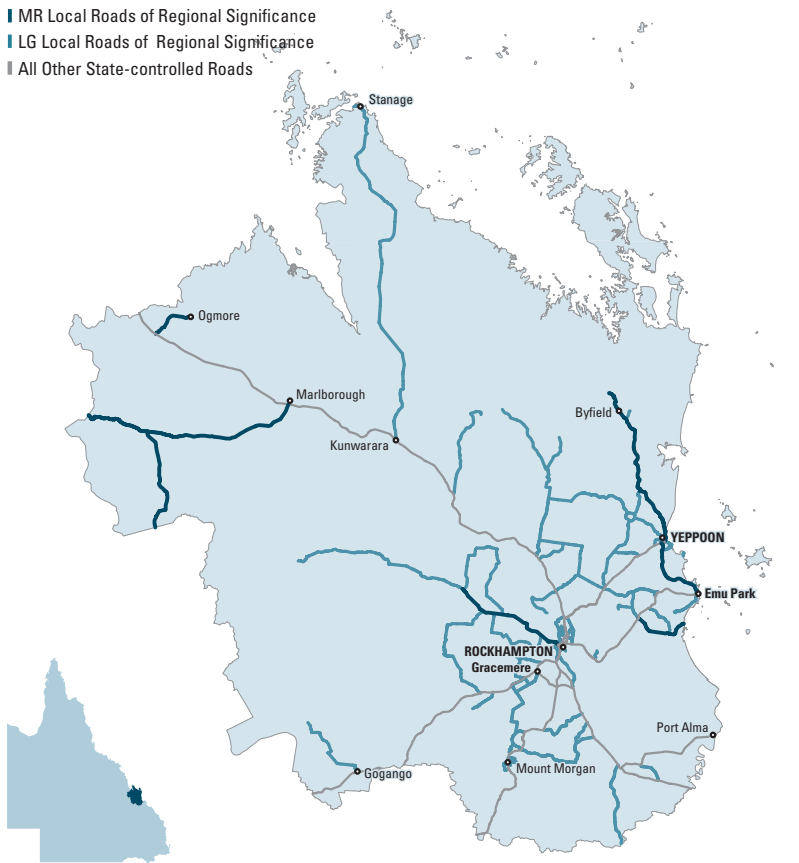 MR Local Roads of Regional Significance
LG Local Roads of Regional Significance
All Other State-controlled Roads
Stanage
Ogmore
Marlborough
Byfield
Kunwarara
YEPPOON
Emu Park
ROCKHAMPTON
Gracemere
Port Alma
Gogango
Mount Morgan